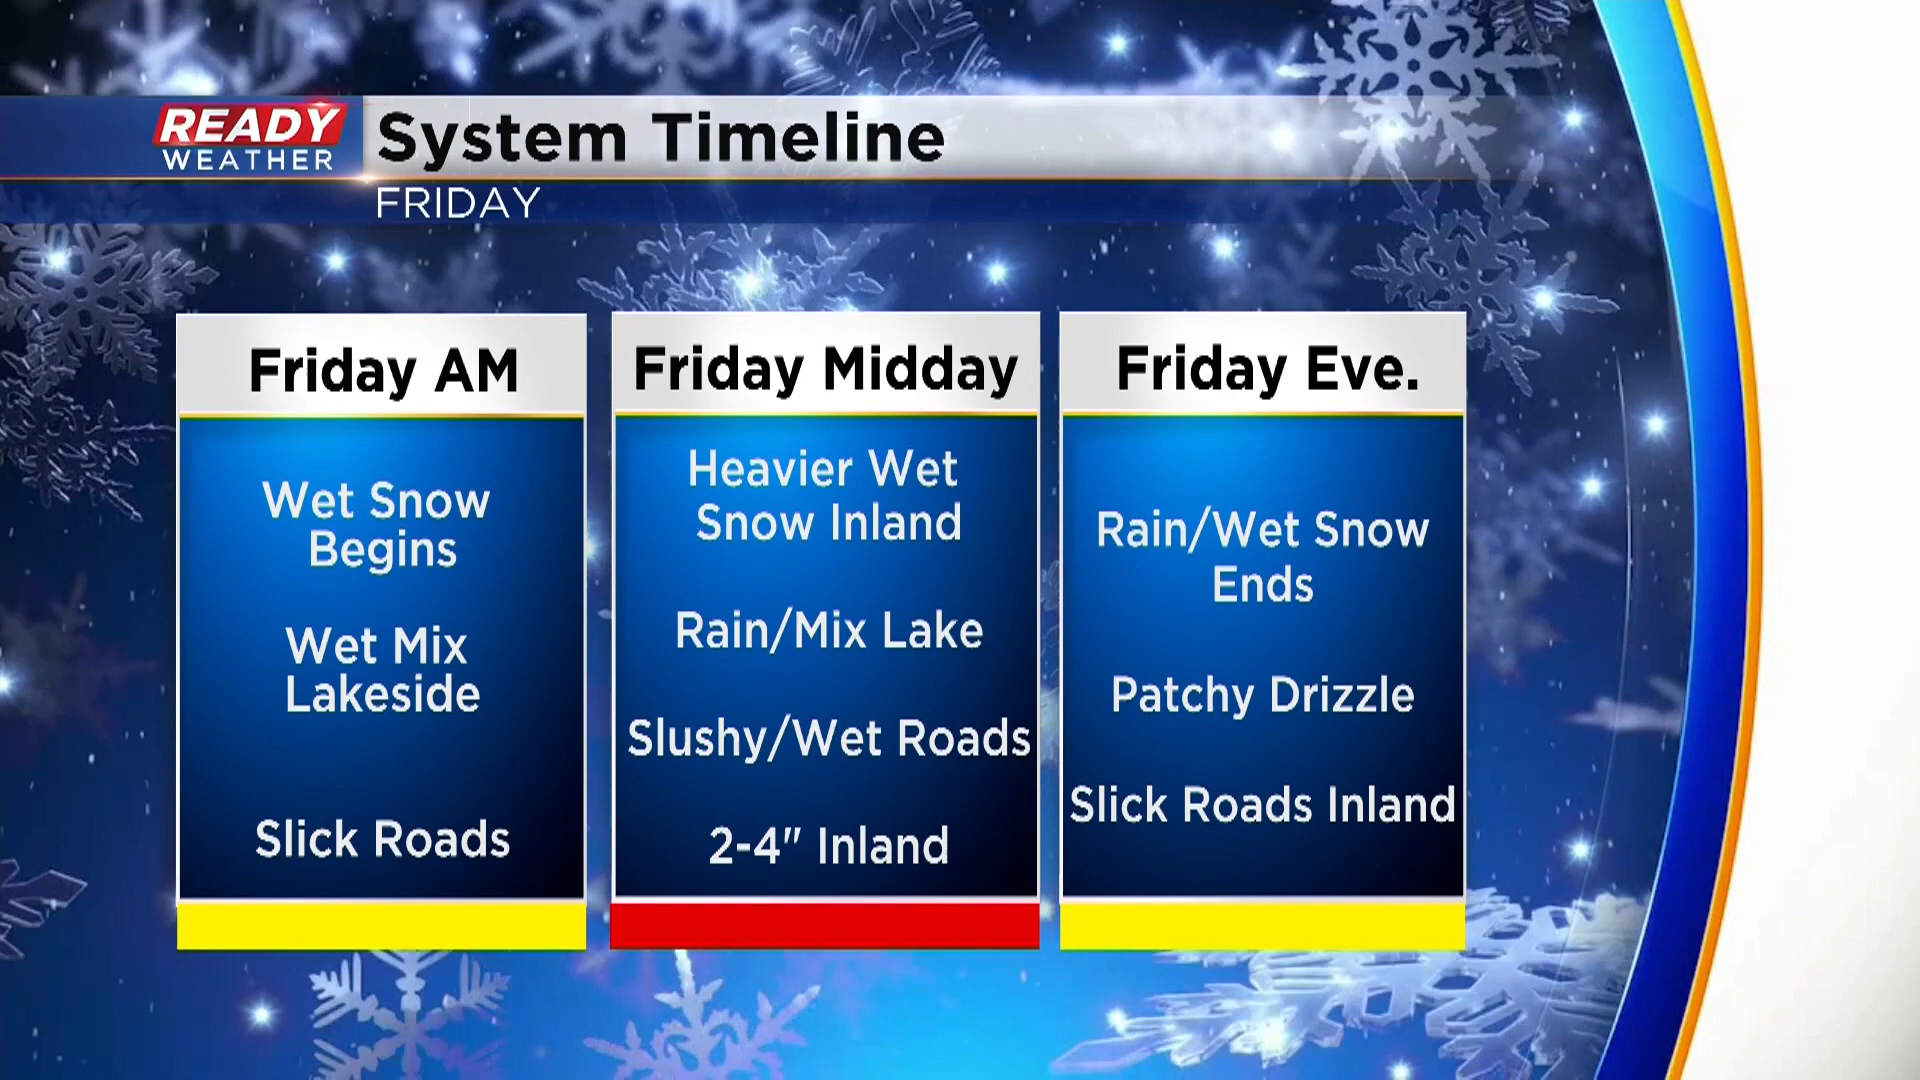 READY
WEATHER
System Timeline
FRIDAY
Friday AM
Wet Snow
Begins
Wet Mix
Lakeside
Slick Roads
Friday Midday
Heavier Wet
Snow Inland
Rain/Mix Lake
Slushy/Wet Roads
2-4" Inland
Friday Eve.
Rain/Wet Snow
Ends
Patchy Drizzle
Slick Roads Inland